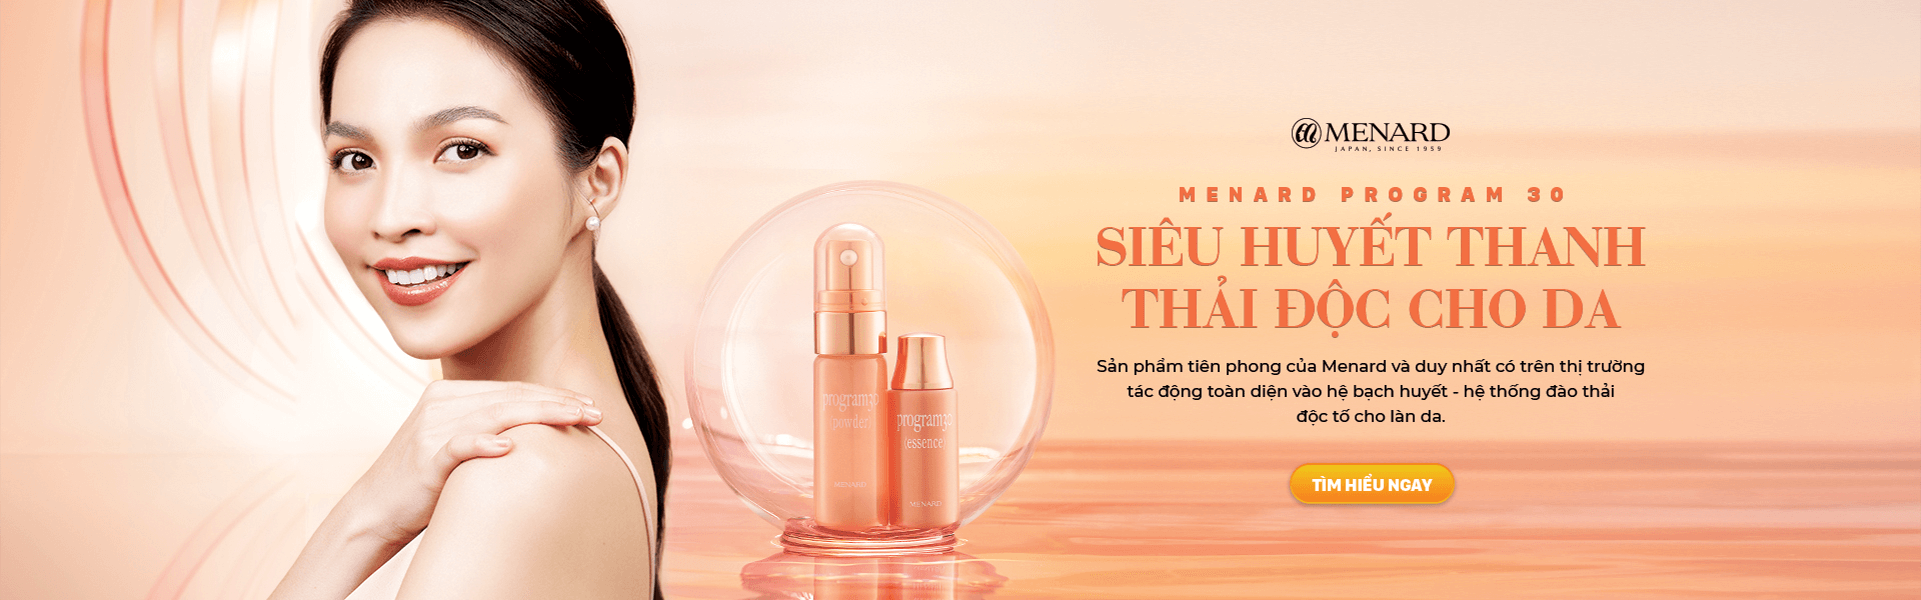 MENARD
JAPAN, SINCE 1959
MENARD PROGRAM 30
SIÊU HUYẾT THANH
THẢI ĐỘC CHO DA
Sản phẩm tiên phong của Menard và duy nhất có trên thị trường
tác động toàn diện vào hệ bạch huyết - hệ thống đào thải
độc tố cho làn da.
TÌM HIỂU NGAY
program30
(powder)
MENARD
program30
(essence)
MENARD